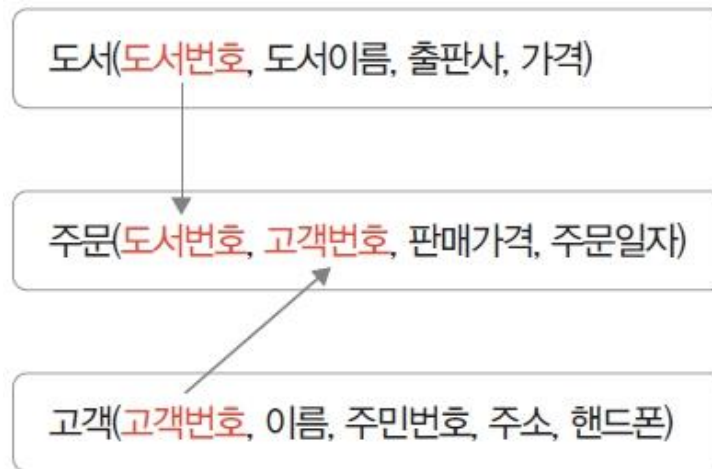 도서(도서번호, 도서이름, 출판사, 가격)
주문(도서번호, 고객번호, 판매가격, 주문일자)
고객(고객번호, 이름, 주민번호, 주소, 핸드폰)